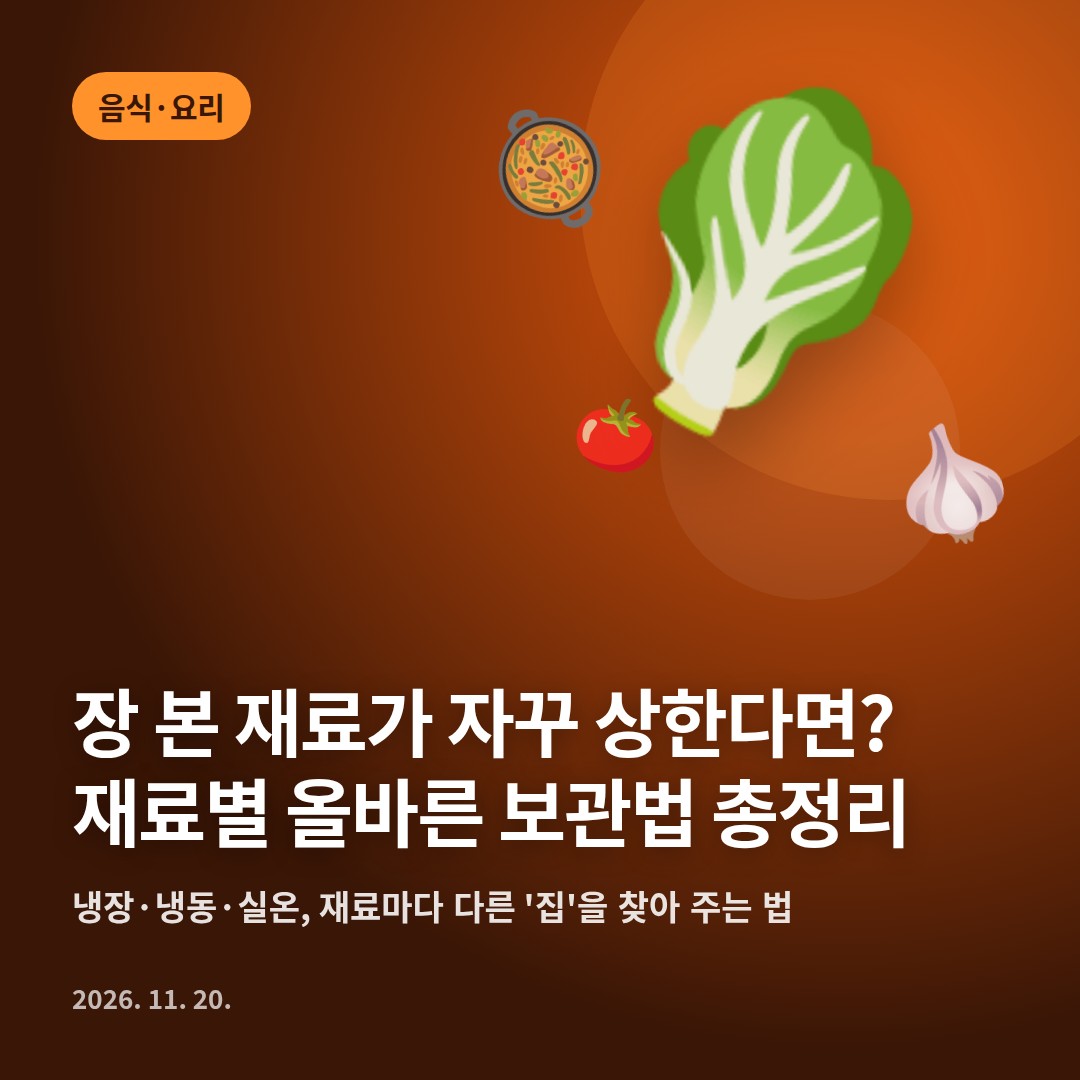 음식·요리
장 본 재료가 자꾸 상한다면?
재료별 올바른 보관법 총정리
냉장·냉동·실온, 재료마다 다른 '집'을 찾아 주는 법
2026. 11. 20.